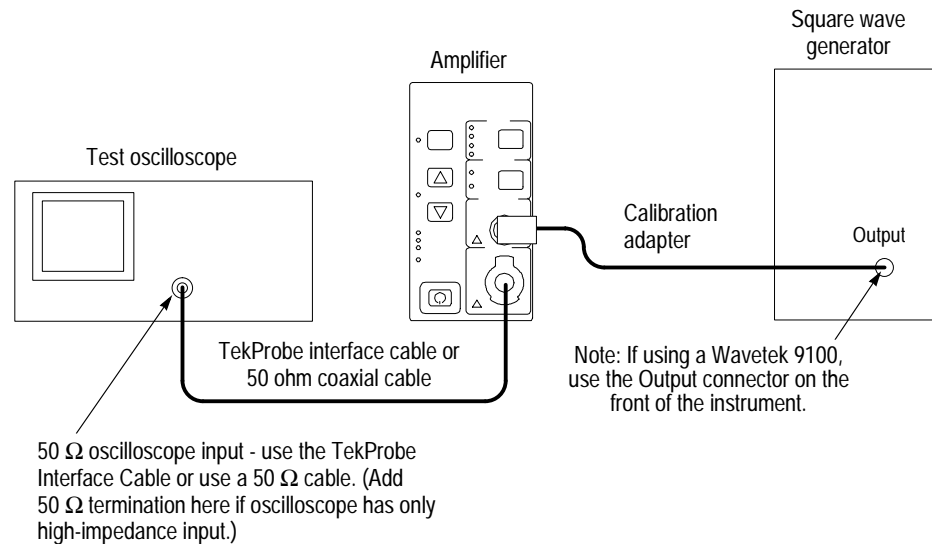 Square wave
generator
Amplifier
Test oscilloscope
Calibration
adapter
Output
TekProbe interface cable or
50 ohm coaxial cable
Note: If using a Wavetek 9100,
use the Output connector on the
front of the instrument.
50 Ω oscilloscope input - use the TekProbe
Interface Cable or use a 50 Ω cable. (Add
50 Ω termination here if oscilloscope has only
high-impedance input.)